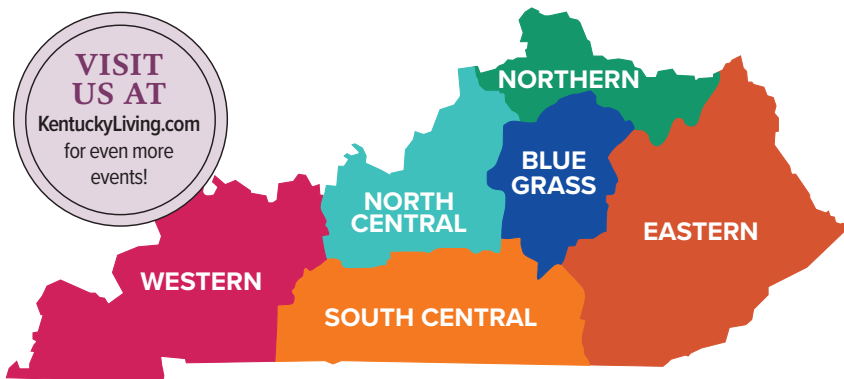 VISIT
US AT
KentuckyLiving.com
for even more
events!
NORTHERN
BLUE
GRASS
NORTH
CENTRAL
EASTERN
WESTERN
SOUTH CENTRAL